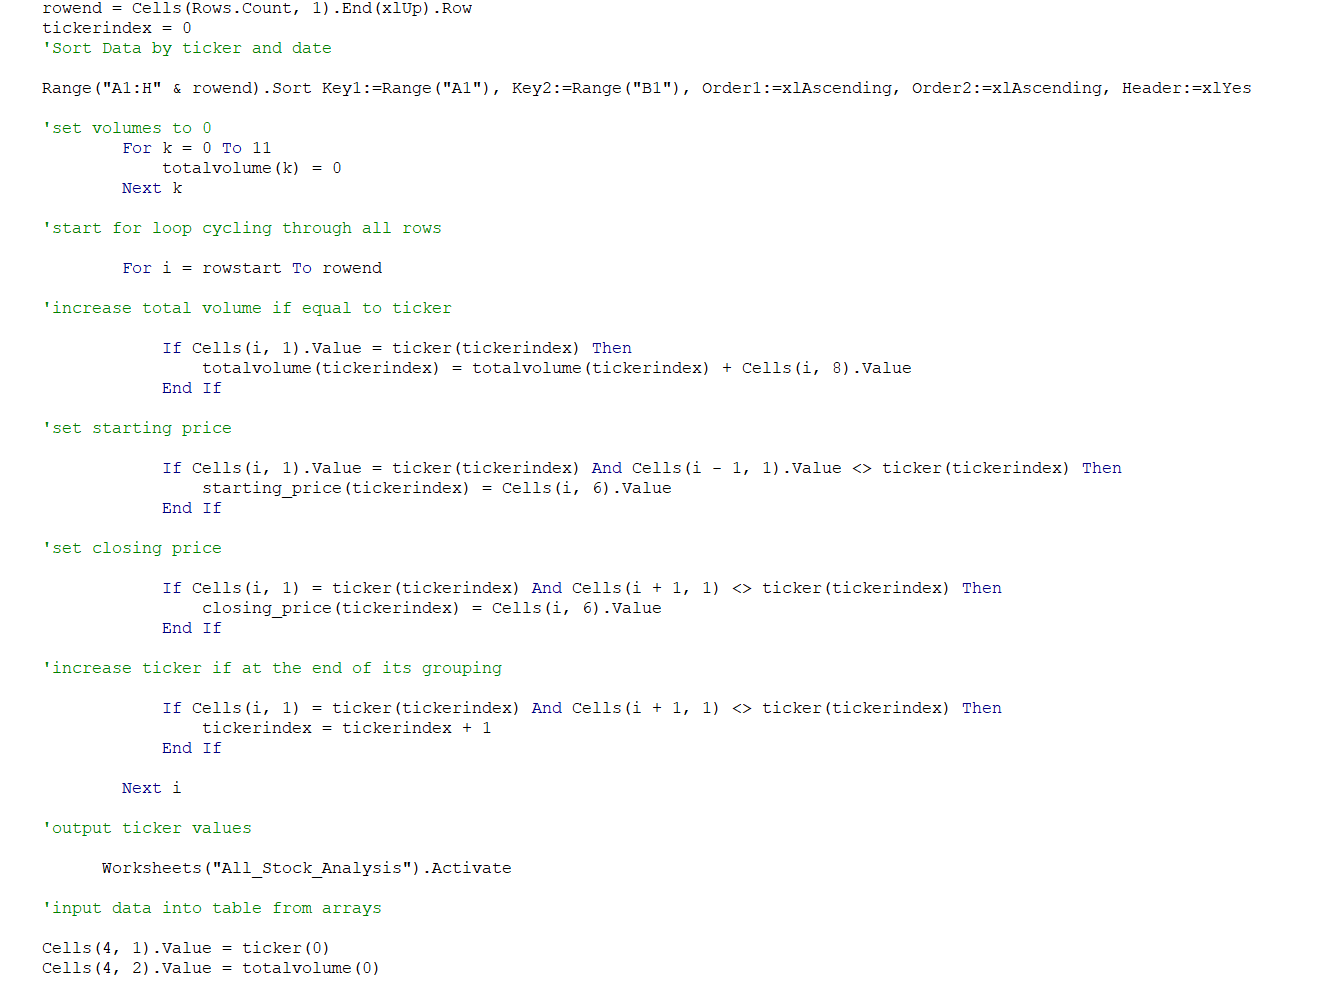 rowend = Cells(Rows.Count, 1).End(xlUp).Row
tickerindex = 0
'Sort Data by ticker and date
Range("A1:H" & rowend).Sort Key1:=Range("A1"), Key2:=Range("B1"), Order1:=xlAscending, Order2:=xlAscending, Header:=xlYes
'set volumes to 0
For k = 0 To 11
totalvolume(k) = 0
Next k
'start for loop cycling through all rows
For i = rowstart To rowend
'increase total volume if equal to ticker
If Cells(i, 1).Value = ticker(tickerindex) Then
totalvolume(tickerindex) = totalvolume(tickerindex) + Cells(i, 8).Value
End If
'set starting price
If Cells(i, 1).Value = ticker(tickerindex) And Cells(i - 1, 1).Value <> ticker(tickerindex) Then
starting_price(tickerindex) = Cells(i, 6).Value
End If
'set closing price
If Cells(i, 1) = ticker(tickerindex) And Cells(i + 1, 1) <> ticker(tickerindex) Then
closing_price(tickerindex) = Cells(i, 6).Value
End If
'increase ticker if at the end of its grouping
If Cells(i, 1) = ticker(tickerindex) And Cells(i + 1, 1) <> ticker(tickerindex) Then
tickerindex = tickerindex + 1
End If
Next i
'output ticker values
Worksheets("All_Stock_Analysis").Activate
'input data into table from arrays
Cells(4, 1).Value = ticker(0)
Cells(4, 2).Value = totalvolume(0)